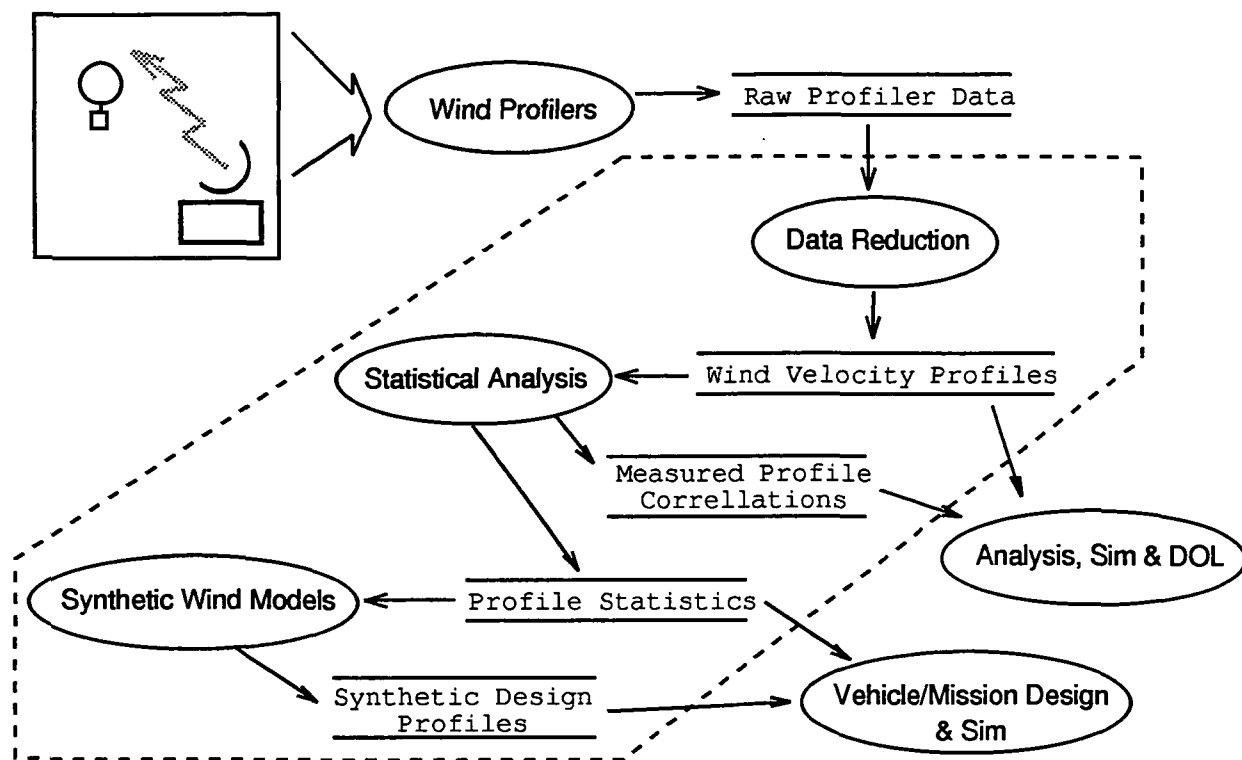 Wind Profilers
Raw Profiler Data
Data Reduction
Statistical Analysis
Wind Velocity Profiles
Measured Profile
Correllations
Analysis, Sim & DOL
Synthetic Wind Models
Profile Statistics
Synthetic Design
Profiles
Vehicle/Mission Design
& Sim